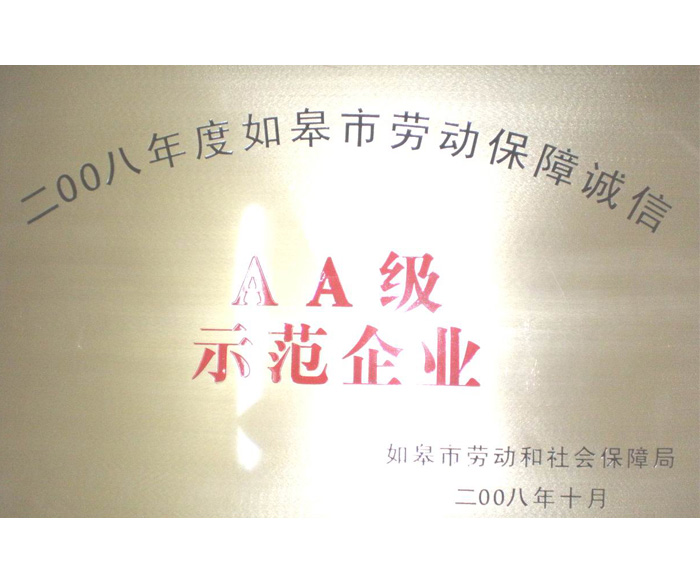 二00八年度如皋市劳动保障诚信
AA级
示范企业
如皋市劳动和社会保障局
二00八年十月